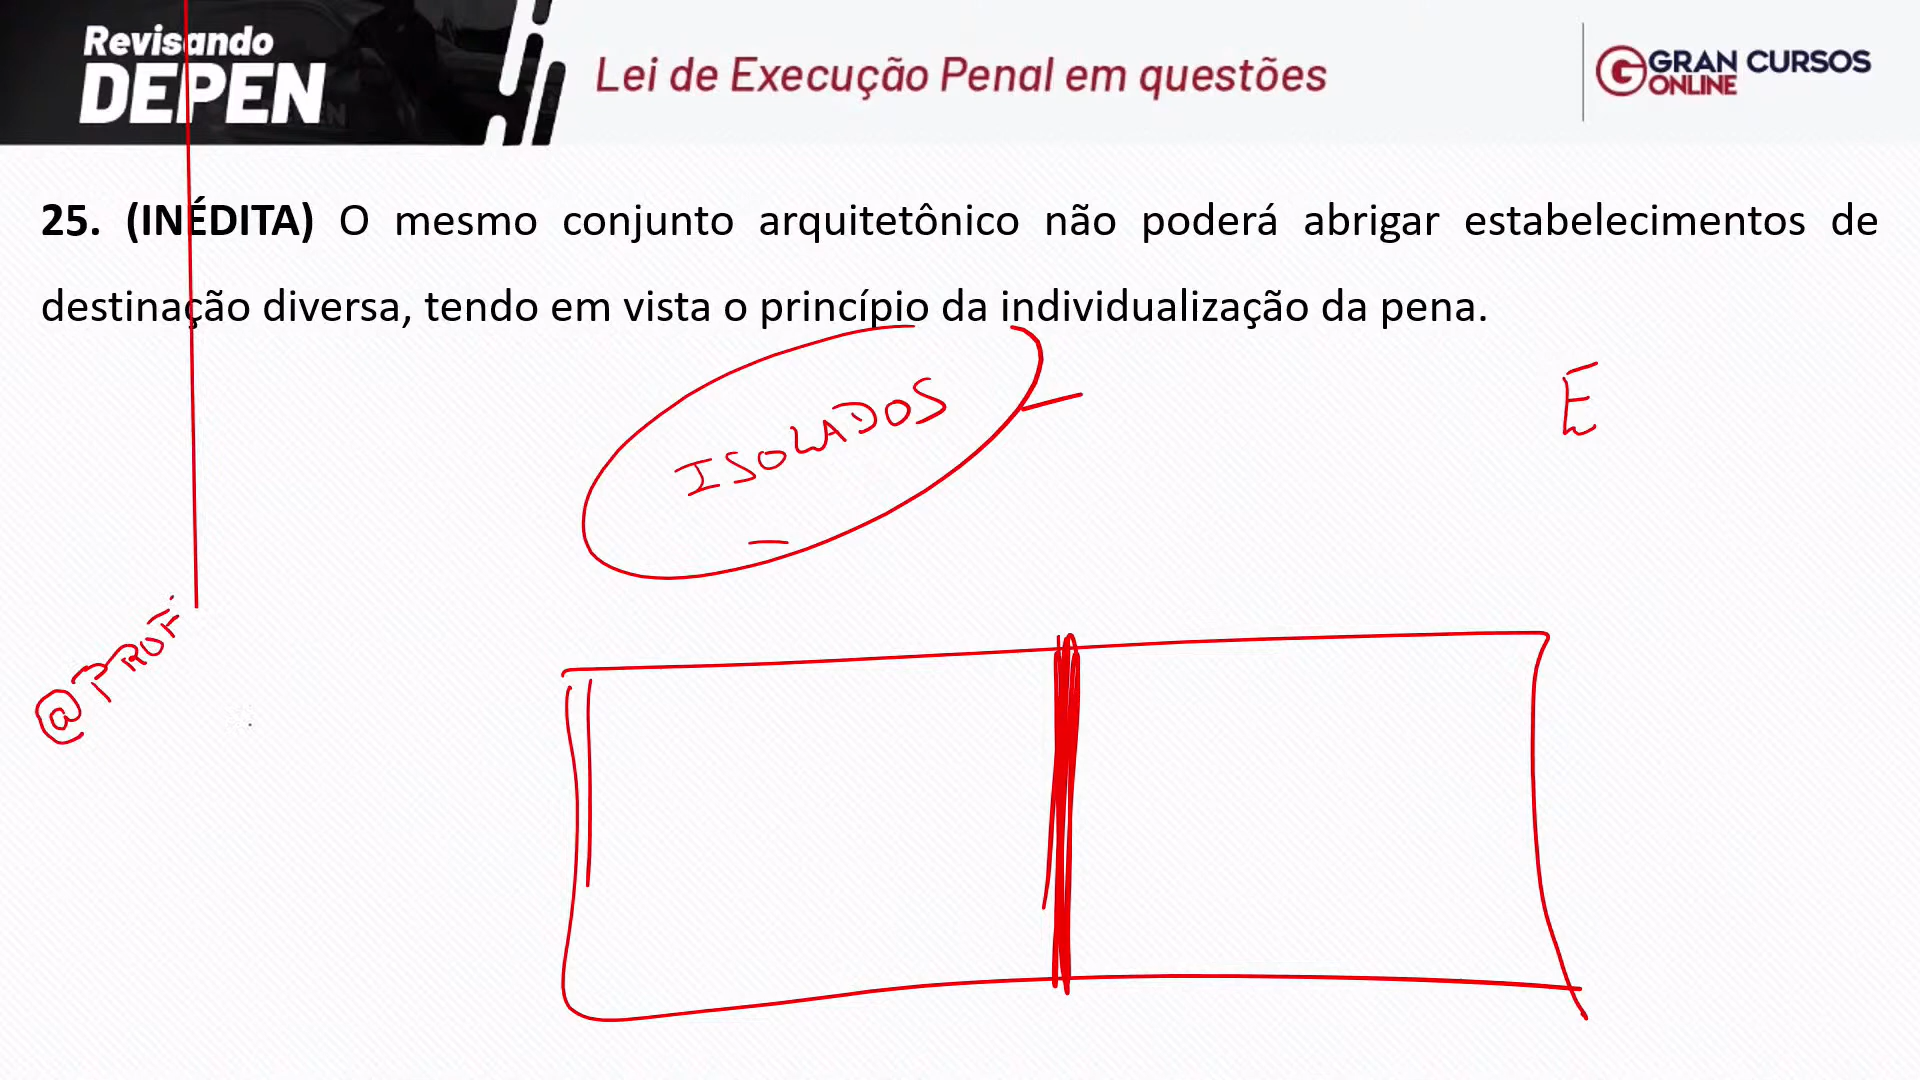 Revisando
DEPEN
Lei de Execução Penal em questões
GRAN CURSOS
ONLINE
25. (INÉDITA) O mesmo conjunto arquitetônico não poderá abrigar estabelecimentos de
destinação diversa, tendo em vista o princípio da individualização da pena.
ISOLADOS
E
@PROF.